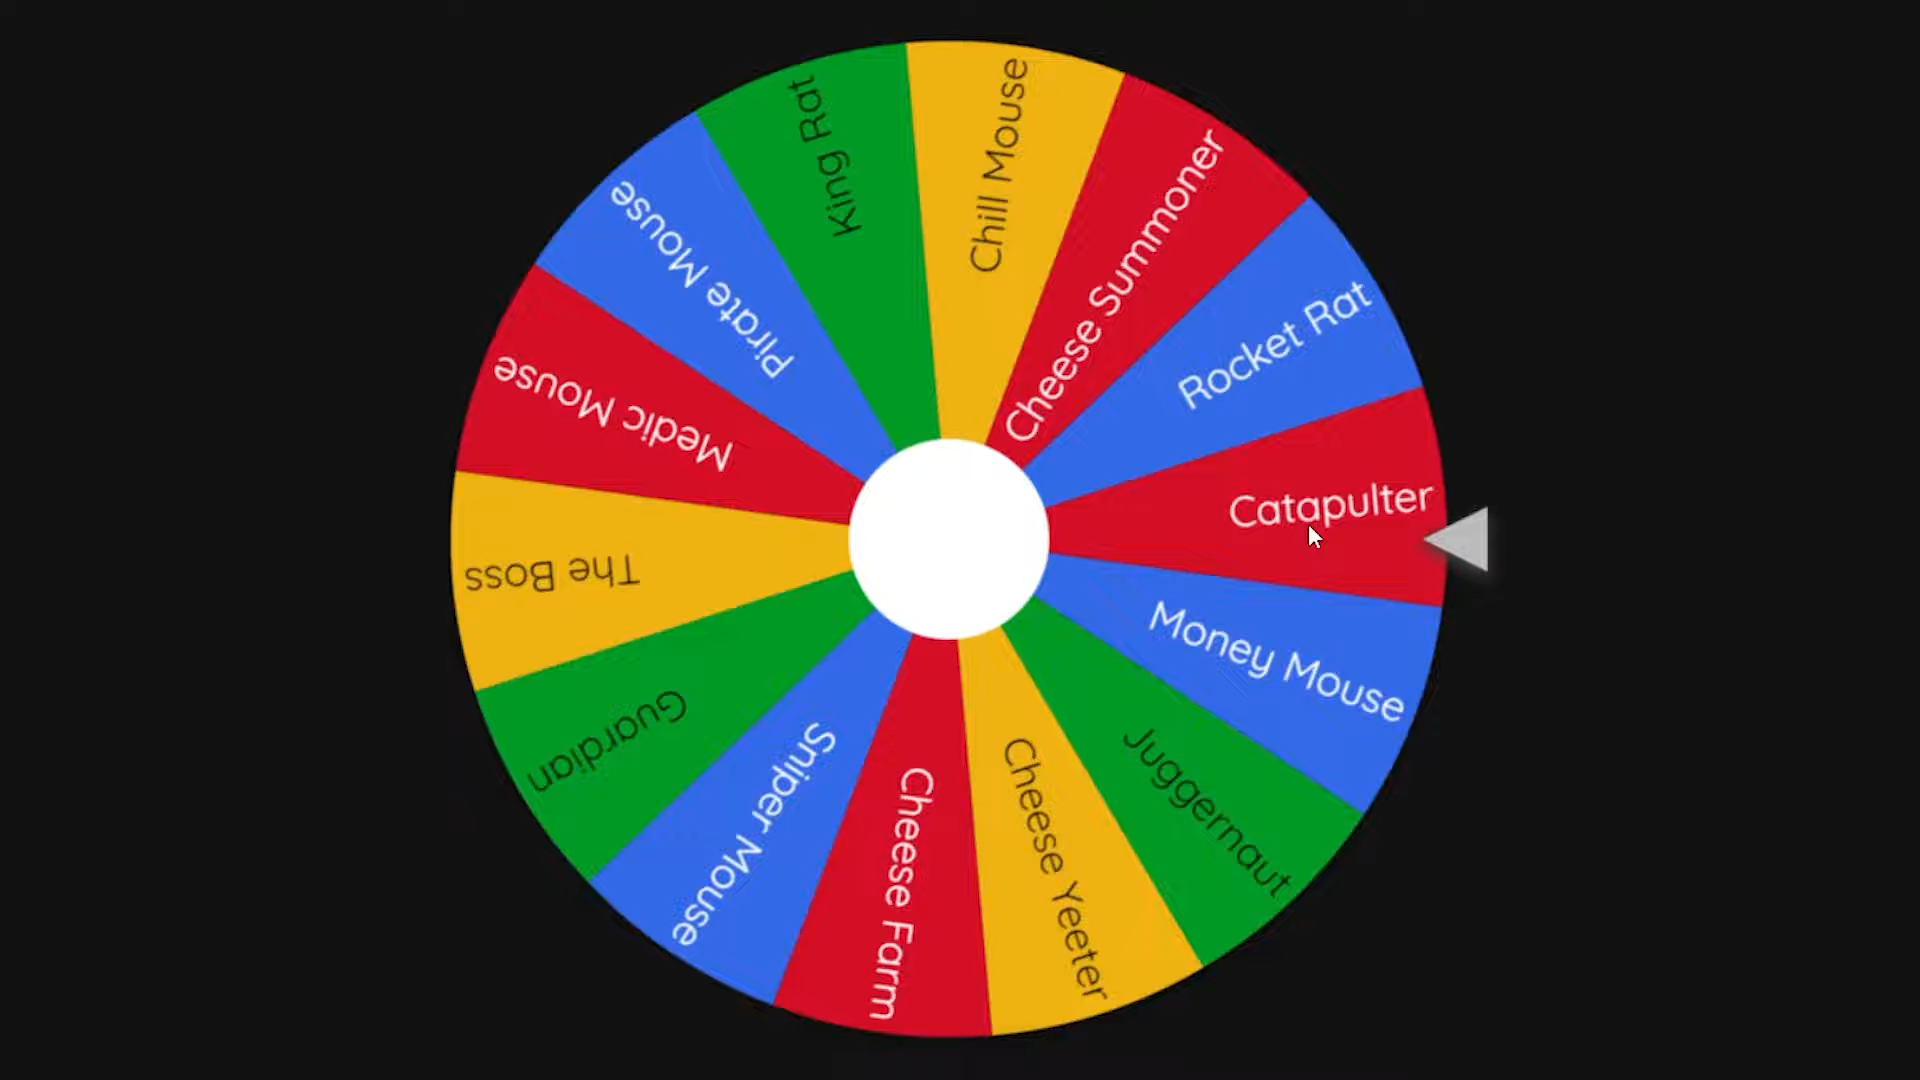 Chill Mouse
Cheese Summoner
Rocket Rat
Catapulter
Money Mouse
Juggernaut
Cheese Yeeter
Cheese Farm
Sniper Mouse
Guardian
The Boss
Medic Mouse
Pirate Mouse
King Rat